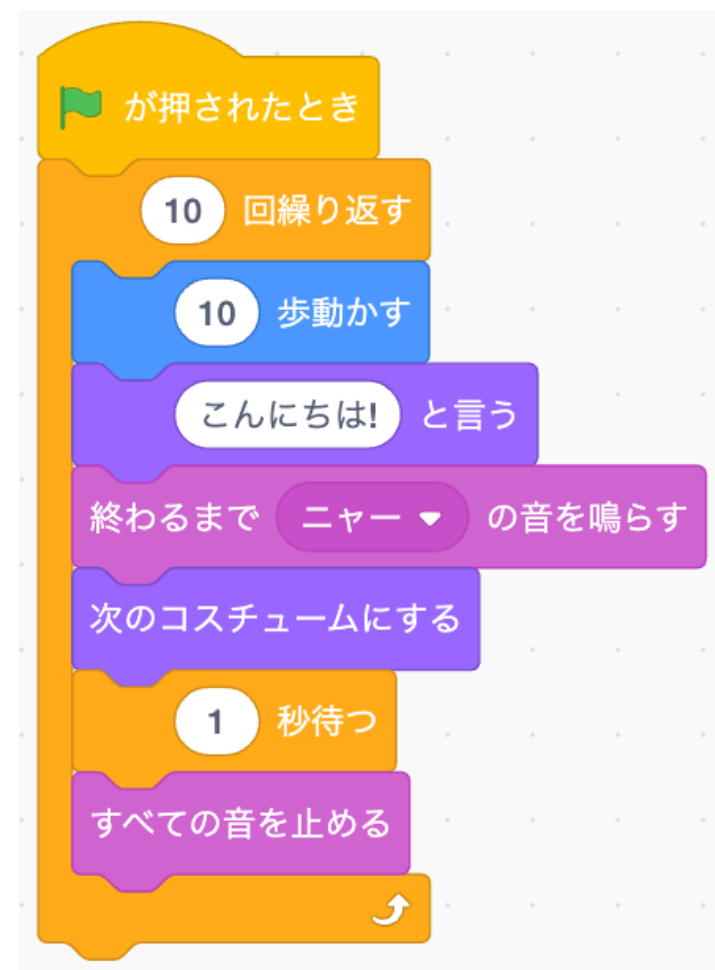 が押されたとき
10 回繰り返す
10 歩動かす
こんにちは! と言う
終わるまで ニャー の音を鳴らす
次のコスチュームにする
1 秒待つ
すべての音を止める